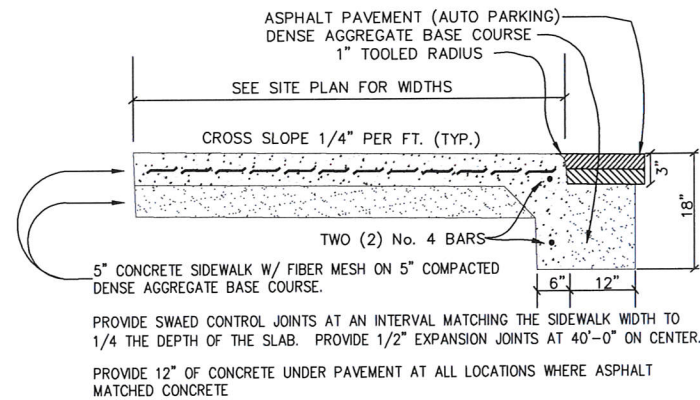 ASPHALT PAVEMENT (AUTO PARKING)
DENSE AGGREGATE BASE COURSE
1" TOOLED RADIUS
SEE SITE PLAN FOR WIDTHS
CROSS SLOPE 1/4" PER FT. (TYP.)
3"
18"
TWO (2) No. 4 BARS
6"
12"
5" CONCRETE SIDEWALK W/ FIBER MESH ON 5" COMPACTED
DENSE AGGREGATE BASE COURSE.
PROVIDE SWAED CONTROL JOINTS AT AN INTERVAL MATCHING THE SIDEWALK WIDTH TO
1/4 THE DEPTH OF THE SLAB. PROVIDE 1/2" EXPANSION JOINTS AT 40'-0" ON CENTER.
PROVIDE 12" OF CONCRETE UNDER PAVEMENT AT ALL LOCATIONS WHERE ASPHALT
MATCHED CONCRETE